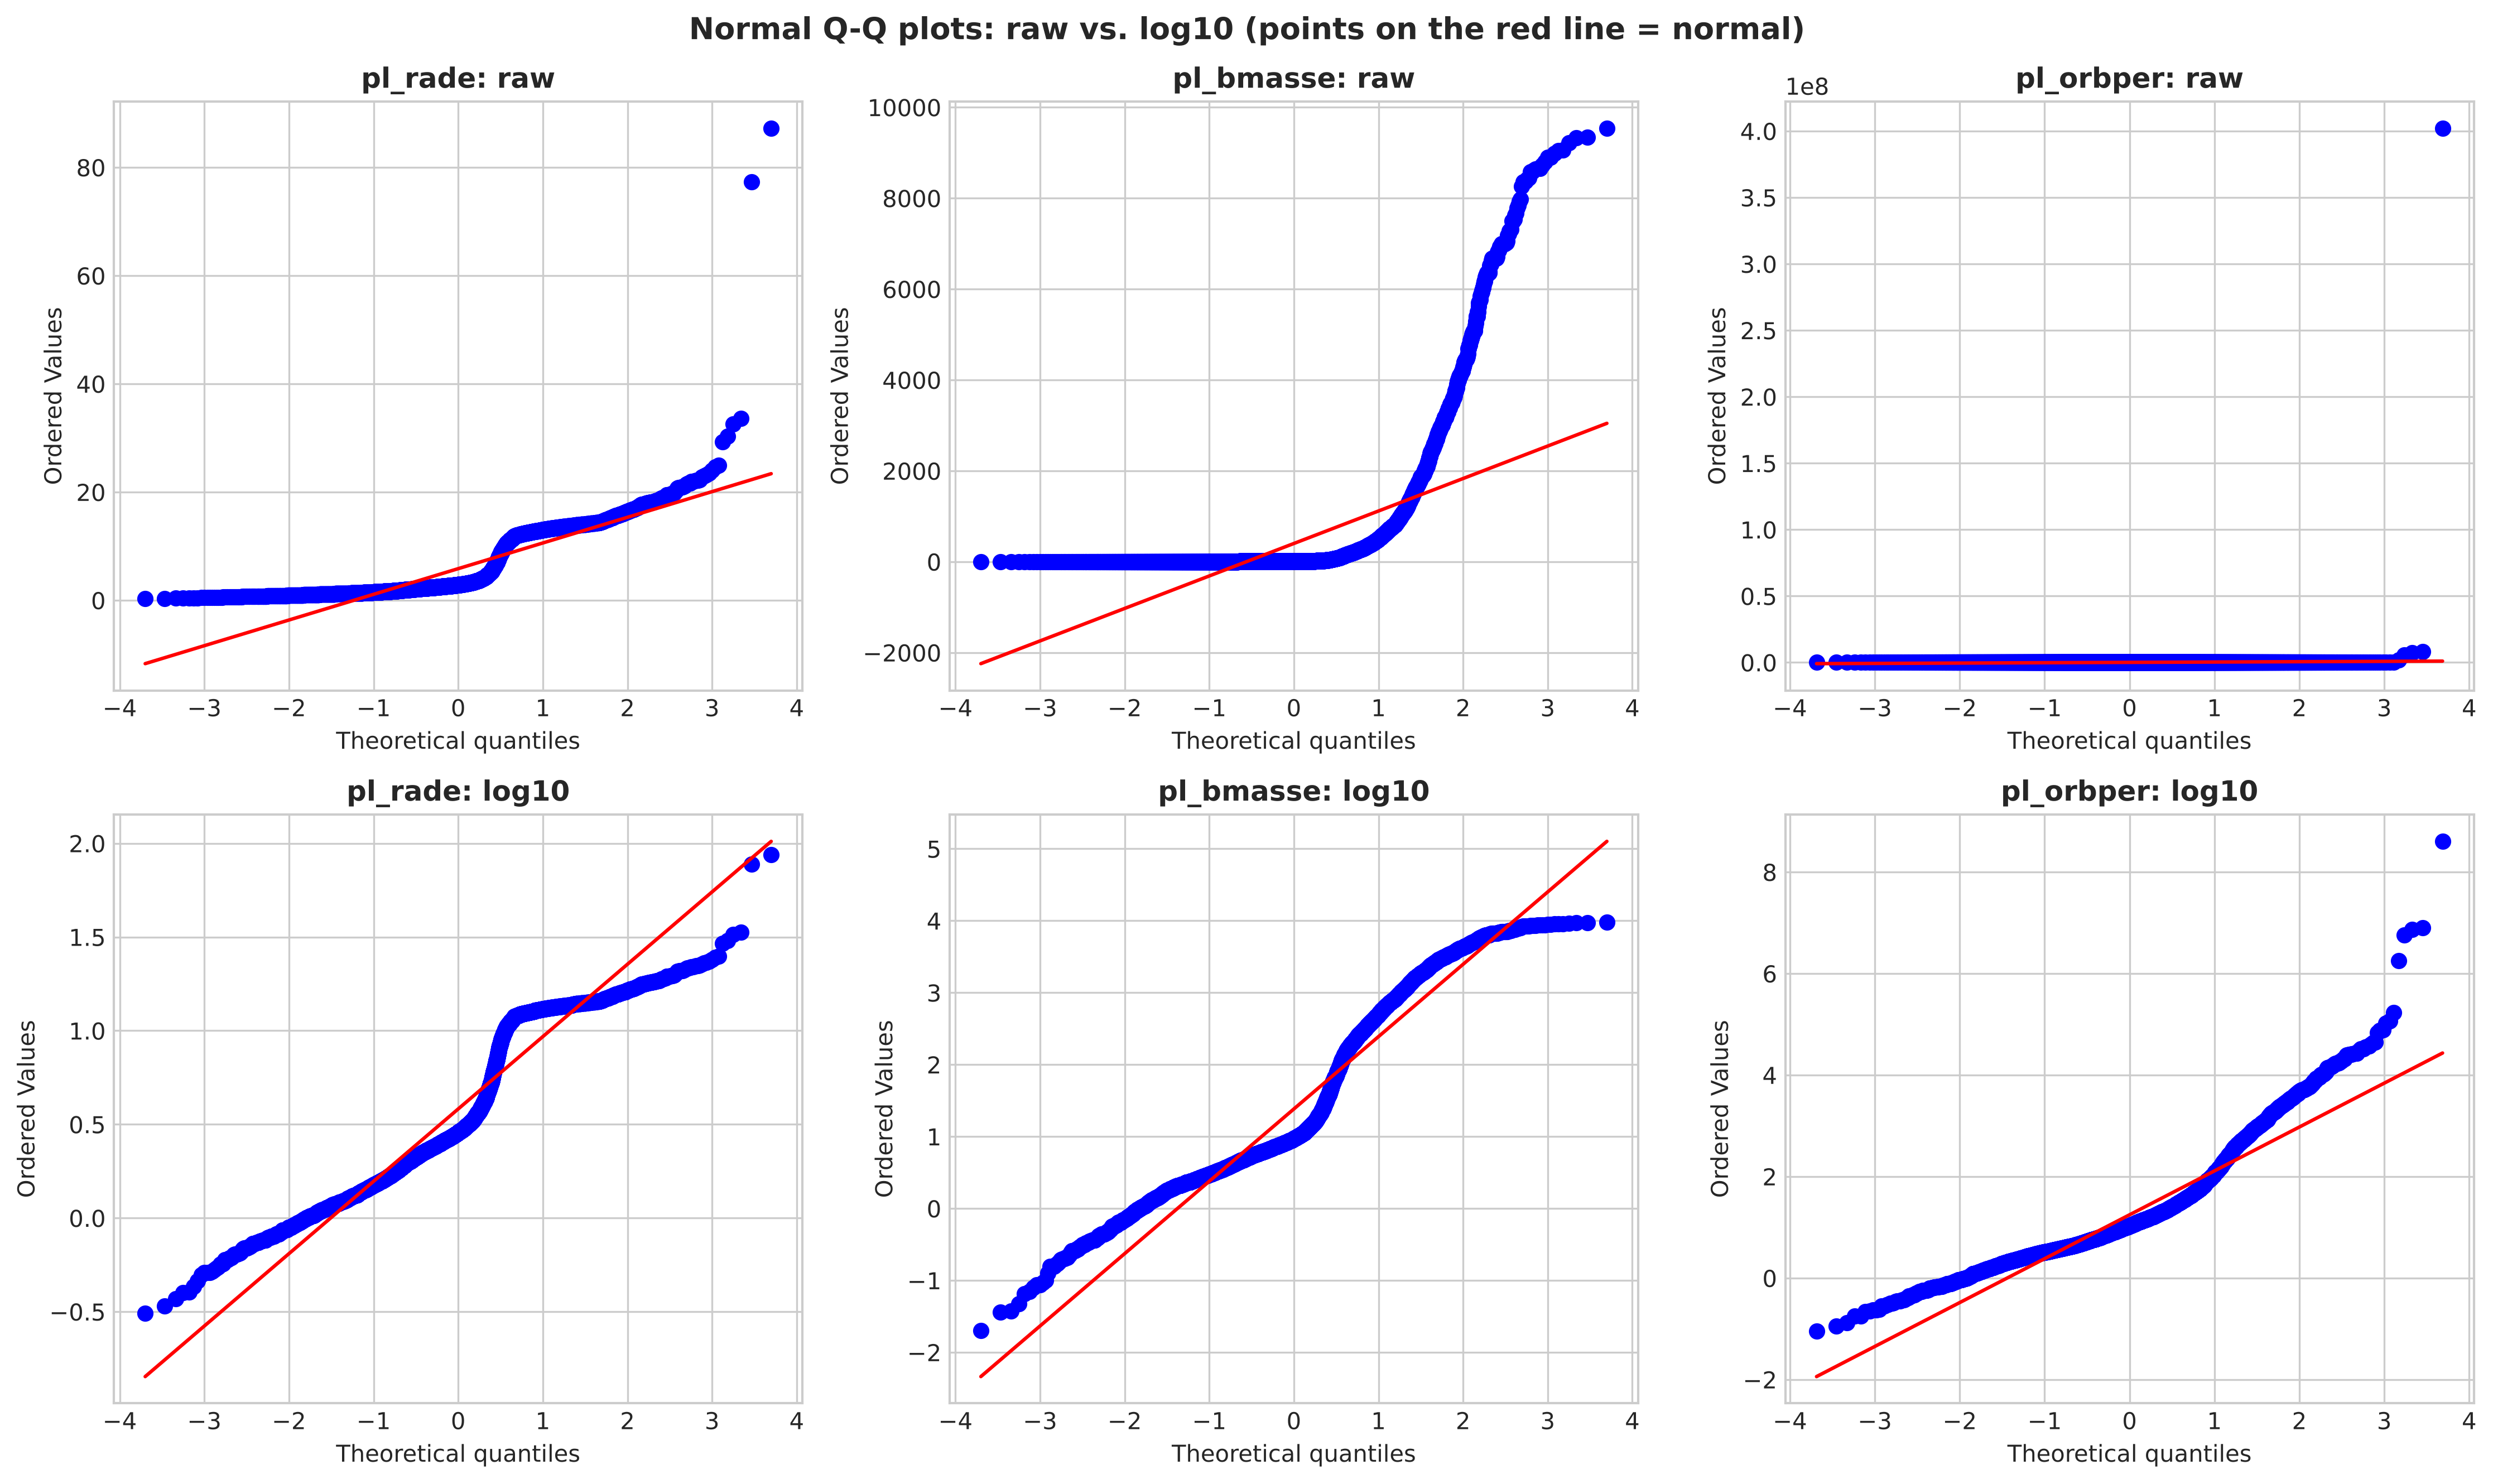 Normal Q-Q plots: raw vs. log10 (points on the red line = normal)
pl_rade: raw
Ordered Values
80
60
40
20
0
−4 −3 −2 −1 0 1 2 3 4
Theoretical quantiles
pl_bmasse: raw
Ordered Values
10000
8000
6000
4000
2000
0
−2000
−4 −3 −2 −1 0 1 2 3 4
Theoretical quantiles
pl_orbper: raw
1e8
Ordered Values
4.0
3.5
3.0
2.5
2.0
1.5
1.0
0.5
0.0
−4 −3 −2 −1 0 1 2 3 4
Theoretical quantiles
pl_rade: log10
Ordered Values
2.0
1.5
1.0
0.5
0.0
−0.5
−4 −3 −2 −1 0 1 2 3 4
Theoretical quantiles
pl_bmasse: log10
Ordered Values
5
4
3
2
1
0
−1
−2
−4 −3 −2 −1 0 1 2 3 4
Theoretical quantiles
pl_orbper: log10
Ordered Values
8
6
4
2
0
−2
−4 −3 −2 −1 0 1 2 3 4
Theoretical quantiles